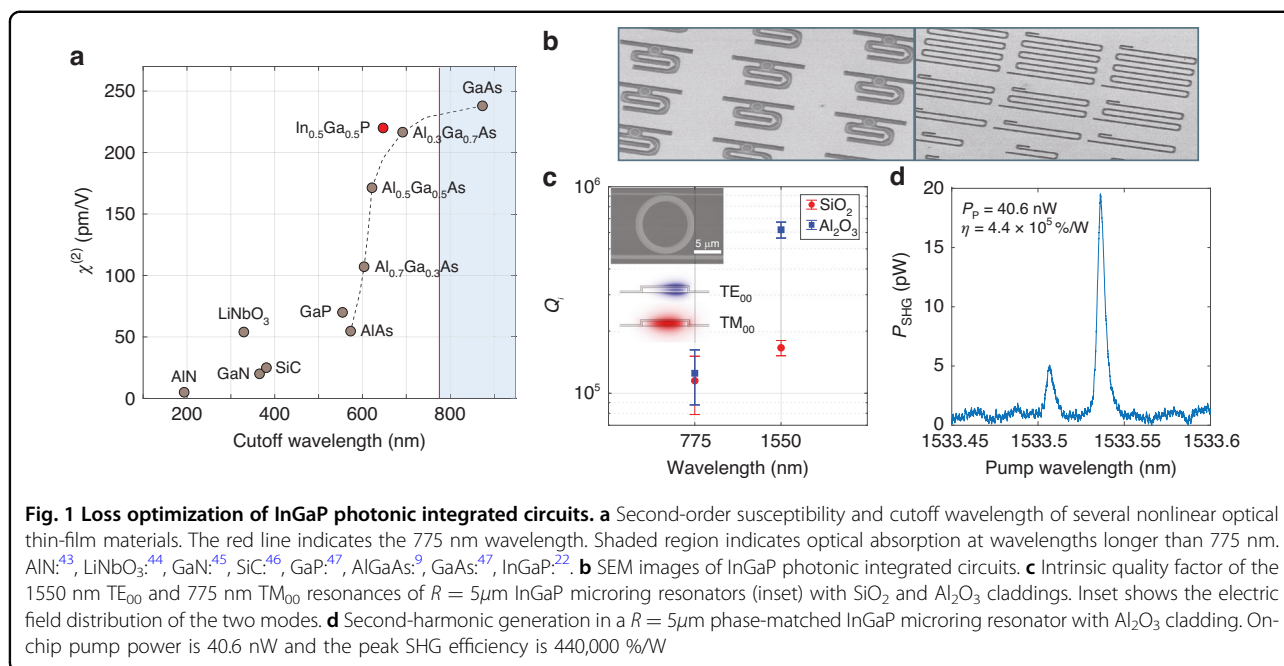 a
χ(2) (pm/V)
250
200
150
100
50
0
200
400
600
800
Cutoff wavelength (nm)
GaAs
In0.5Ga0.5P
Al0.3Ga0.7As
Al0.5Ga0.5As
Al0.7Ga0.3As
GaP
AlAs
LiNbO3
SiC
GaN
AlN
b
c
Qi
10^6
10^5
775
1550
Wavelength (nm)
SiO2
Al2O3
5 μm
TE00
TM00
d
PSHG (pW)
20
15
10
5
0
1533.45
1533.5
1533.55
1533.6
Pump wavelength (nm)
PP = 40.6 nW
η = 4.4 × 10^5 %/W
Fig. 1 Loss optimization of InGaP photonic integrated circuits. a Second-order susceptibility and cutoff wavelength of several nonlinear optical
thin-film materials. The red line indicates the 775 nm wavelength. Shaded region indicates optical absorption at wavelengths longer than 775 nm.
AlN:43, LiNbO3:44, GaN:45, SiC:46, GaP:47, AlGaAs:9, GaAs:47, InGaP:22. b SEM images of InGaP photonic integrated circuits. c Intrinsic quality factor of the
1550 nm TE00 and 775 nm TM00 resonances of R = 5μm InGaP microring resonators (inset) with SiO2 and Al2O3 claddings. Inset shows the electric
field distribution of the two modes. d Second-harmonic generation in a R = 5μm phase-matched InGaP microring resonator with Al2O3 cladding. On-
chip pump power is 40.6 nW and the peak SHG efficiency is 440,000 %/W